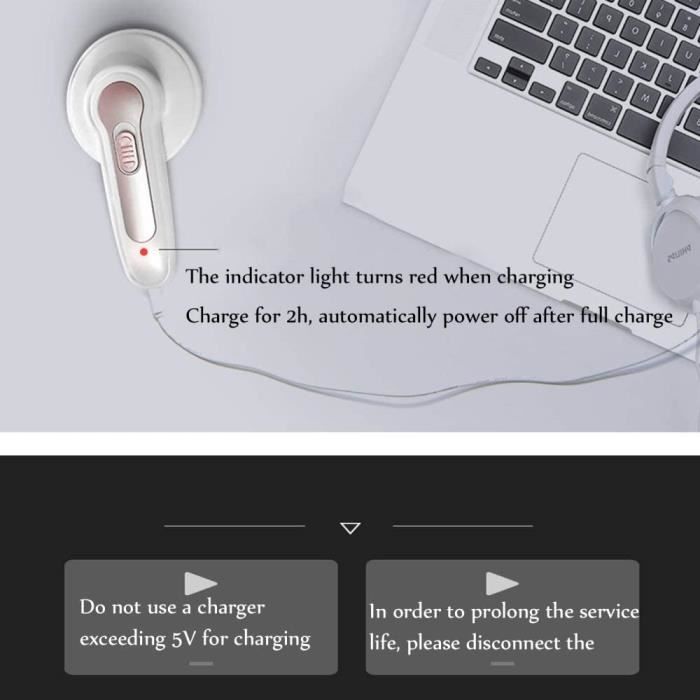 The indicator light turns red when charging
Charge for 2h, automatically power off after full charge
PHILIPS
Do not use a charger
exceeding 5V for charging
In order to prolong the service
life, please disconnect the